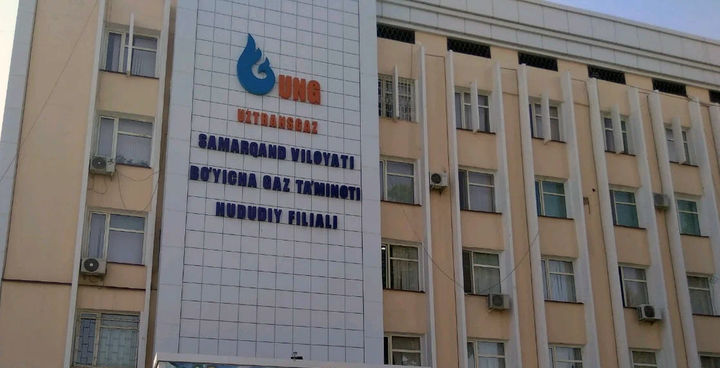 UNG
UZTRANSGAZ
SAMARQAND VILOYATI
BO'YICHA GAZ TA'MINOTI
HUDUDIY FILIALI